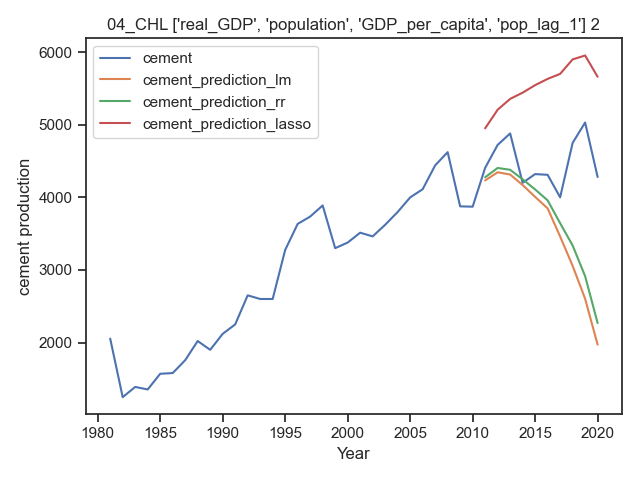 04_CHL ['real_GDP', 'population', 'GDP_per_capita', 'pop_lag_1'] 2
cement
cement_prediction_lm
cement_prediction_rr
cement_prediction_lasso
cement production
6000
5000
4000
3000
2000
1980 1985 1990 1995 2000 2005 2010 2015 2020
Year